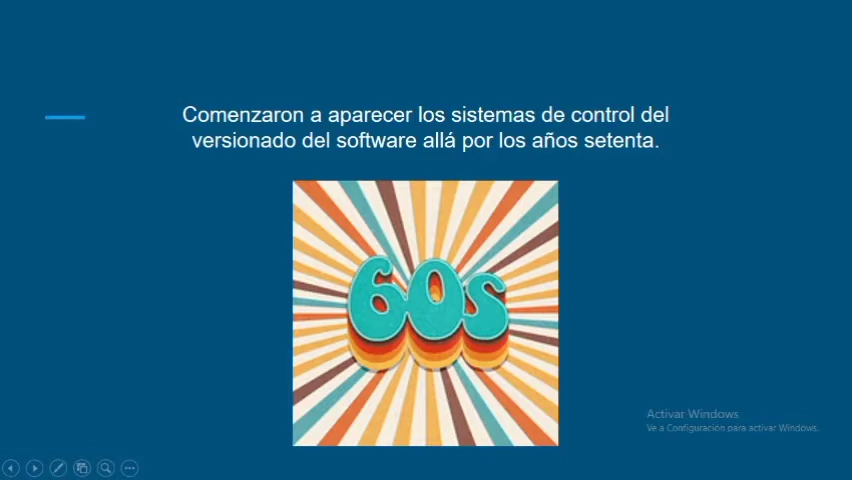 Comenzaron a aparecer los sistemas de control del
versionado del software allá por los años setenta.
60s
Activar Windows
Ve a Configuración para activar Windows.